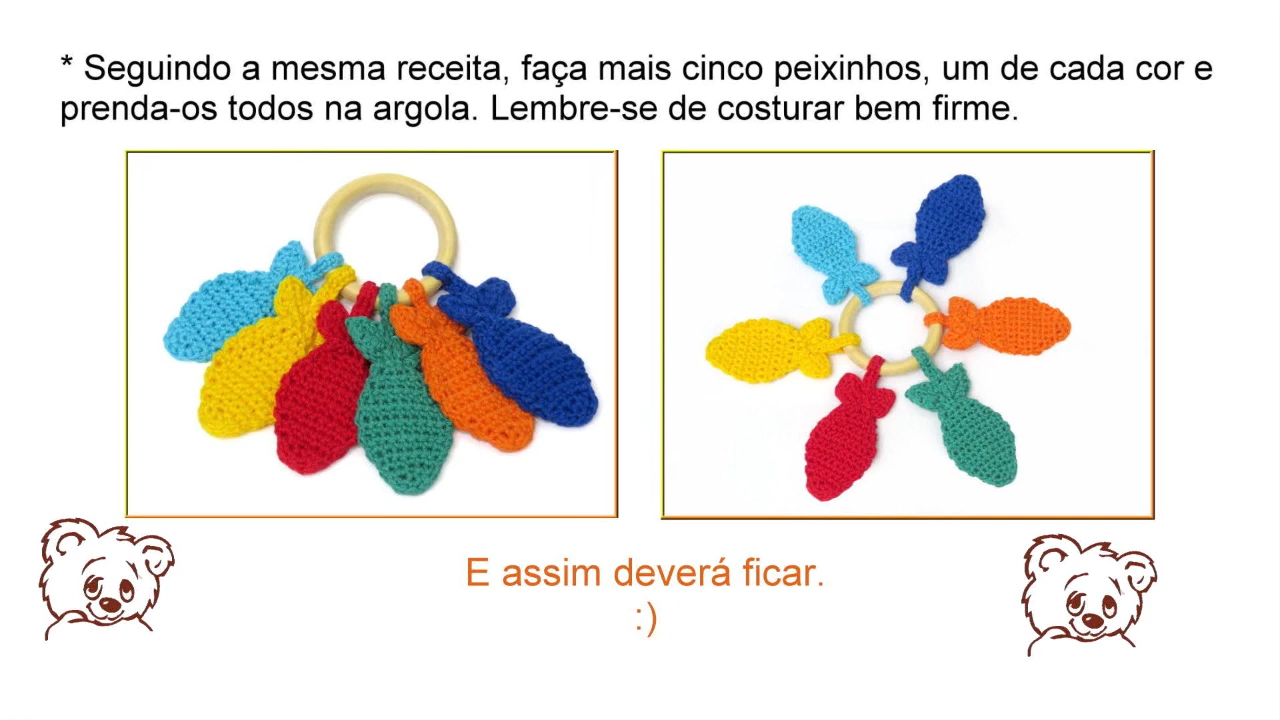 * Seguindo a mesma receita, faça mais cinco peixinhos, um de cada cor e
prenda-os todos na argola. Lembre-se de costurar bem firme.
E assim deverá ficar.
:)